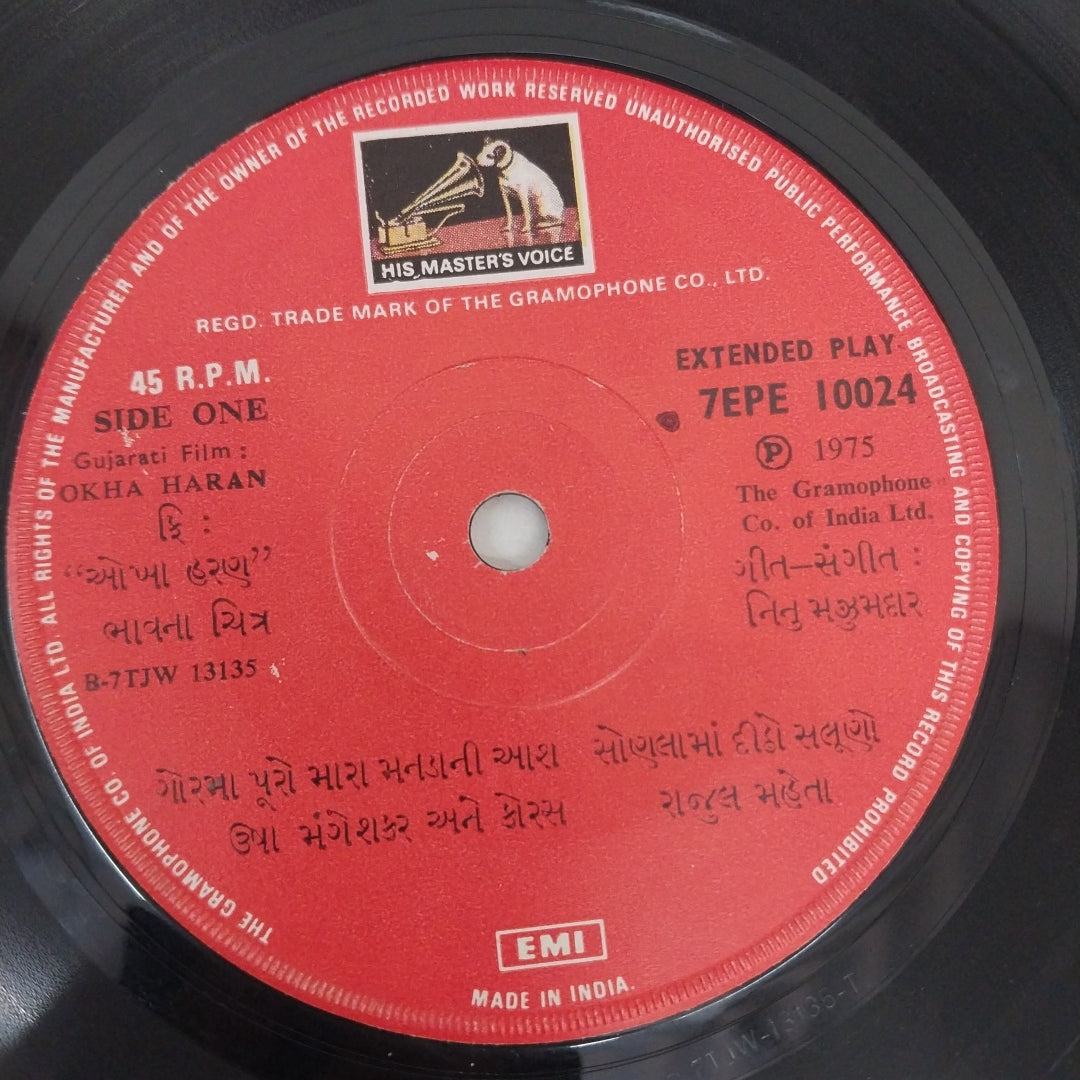 THE GRAMOPHONE CO. OF INDIA LTD. ALL RIGHTS OF THE MANUFACTURER AND OF THE OWNER OF THE RECORDED WORK RESERVED UNAUTHORISED PUBLIC PERFORMANCE BROADCASTING AND COPYING OF THIS RECORD PROHIBITED
HIS MASTER'S VOICE
REGD. TRADE MARK OF THE GRAMOPHONE CO., LTD.
45 R.P.M.
SIDE ONE
Gujarati Film :
OKHA HARAN
ફિ :
“ઓખા હરણ”
ભાવના ચિત્ર
B-7TJW 13135
EXTENDED PLAY
7EPE 10024
Ⓟ 1975
The Gramophone
Co. of India Ltd.
ગીત–સંગીત :
નિનુ મઝુમદાર
ગોરમા પૂરો મારા મનડાની આશ
ઉષા મંગેશકર અને કોરસ
સોણલામાં દીઠો સલૂણો
રાજુલ મહેતા
EMI
MADE IN INDIA.